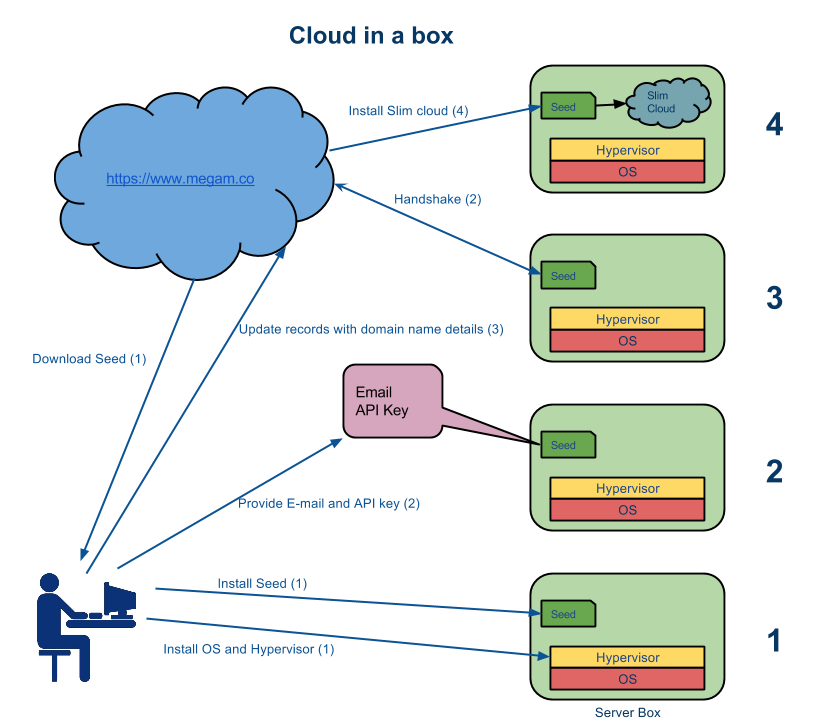 Cloud in a box
Install Slim cloud (4)
Seed
Slim
Cloud
4
Hypervisor
OS
https://www.megam.co
Handshake (2)
Seed
3
Hypervisor
OS
Update records with domain name details (3)
Download Seed (1)
Email
API Key
Seed
2
Hypervisor
OS
Provide E-mail and API key (2)
Install Seed (1)
Seed
1
Install OS and Hypervisor (1)
Hypervisor
OS
Server Box